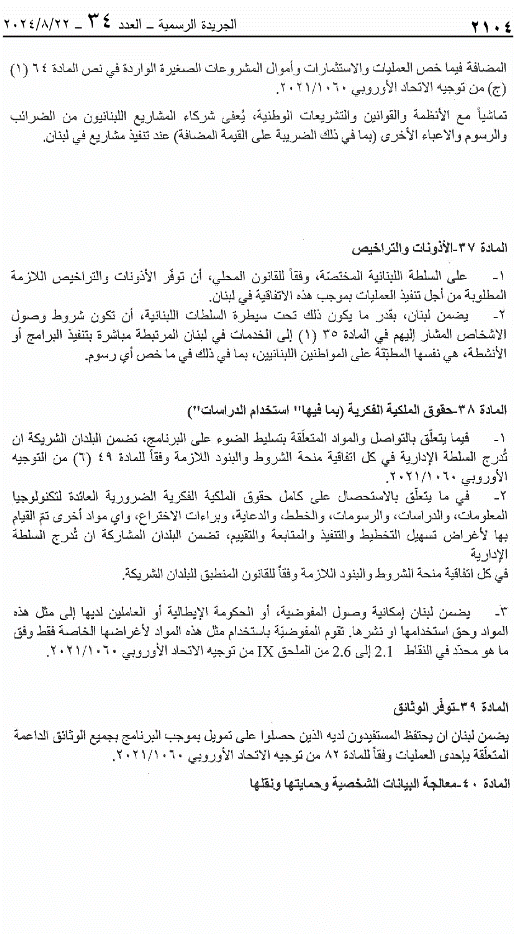 ٢١٠٤ الجريدة الرسمية ــ العدد ٣٤ ــ ٢٠٢٤/٨/٢٢
المضافة فيما خص العمليات والاستثمارات وأموال المشروعات الصغيرة الواردة في نص المادة ٦٤ (١)
(ج) من توجيه الاتحاد الأوروبي ٢٠٢١/١٠٦٠.
تماشياً مع الأنظمة والقوانين والتشريعات الوطنية، يُعفى شركاء المشاريع اللبنانيون من الضرائب
والرسوم والاعباء الأخرى (بما في ذلك الضريبة على القيمة المضافة) عند تنفيذ مشاريع في لبنان.
المادة ٣٧-الأذونات والتراخيص
١- على السلطة اللبنانية المختصّة، وفقاً للقانون المحلي، أن توفّر الأذونات والتراخيص اللازمة
المطلوبة من أجل تنفيذ العمليات بموجب هذه الاتفاقية في لبنان.
٢- يضمن لبنان، بقدر ما يكون ذلك تحت سيطرة السلطات اللبنانية، أن تكون شروط وصول
الاشخاص المشار إليهم في المادة ٣٥ (١) إلى الخدمات في لبنان المرتبطة مباشرة بتنفيذ البرامج أو
الأنشطة، هي نفسها المطبّقة على المواطنين اللبنانيين، بما في ذلك في ما خص أي رسوم.
المادة ٣٨-حقوق الملكية الفكرية (بما فيها" استخدام الدراسات")
١- فيما يتعلّق بالتواصل والمواد المتعلّقة بتسليط الضوء على البرنامج، تضمن البلدان الشريكة ان
تُدرج السلطة الإدارية في كل اتفاقية منحة الشروط والبنود اللازمة وفقاً للمادة ٤٩ (٦) من التوجيه
الأوروبي ٢٠٢١/١٠٦٠.
٢- في ما يتعلّق بالاستحصال على كامل حقوق الملكية الفكرية الضرورية العائدة لتكنولوجيا
المعلومات، والدراسات، والرسومات، والخطط، والدعاية، وبراءات الاختراع، واي مواد أخرى تمّ القيام
بها لأغراض تسهيل التخطيط والتنفيذ والمتابعة والتقييم، تضمن البلدان المشاركة ان تُدرج السلطة
الإدارية
في كل اتفاقية منحة الشروط والبنود اللازمة وفقاً للقانون المنطبق للبلدان الشريكة.
٣- يضمن لبنان إمكانية وصول المفوضية، أو الحكومة الإيطالية أو العاملين لديها إلى مثل هذه
المواد وحق استخدامها او نشرها. تقوم المفوضيّة باستخدام مثل هذه المواد لأغراضها الخاصة فقط وفق
ما هو محدّد في النقاط 2.1 إلى 2.6 من الملحق IX من توجيه الاتحاد الأوروبي ٢٠٢١/١٠٦٠.
المادة ٣٩-توفّر الوثائق
يضمن لبنان ان يحتفظ المستفيدون لديه الذين حصلوا على تمويل بموجب البرنامج بجميع الوثائق الداعمة
المتعلّقة بإحدى العمليات وفقاً للمادة ٨٢ من توجيه الاتحاد الأوروبي ٢٠٢١/١٠٦٠.
المادة ٤٠-معالجة البيانات الشخصية وحمايتها ونقلها